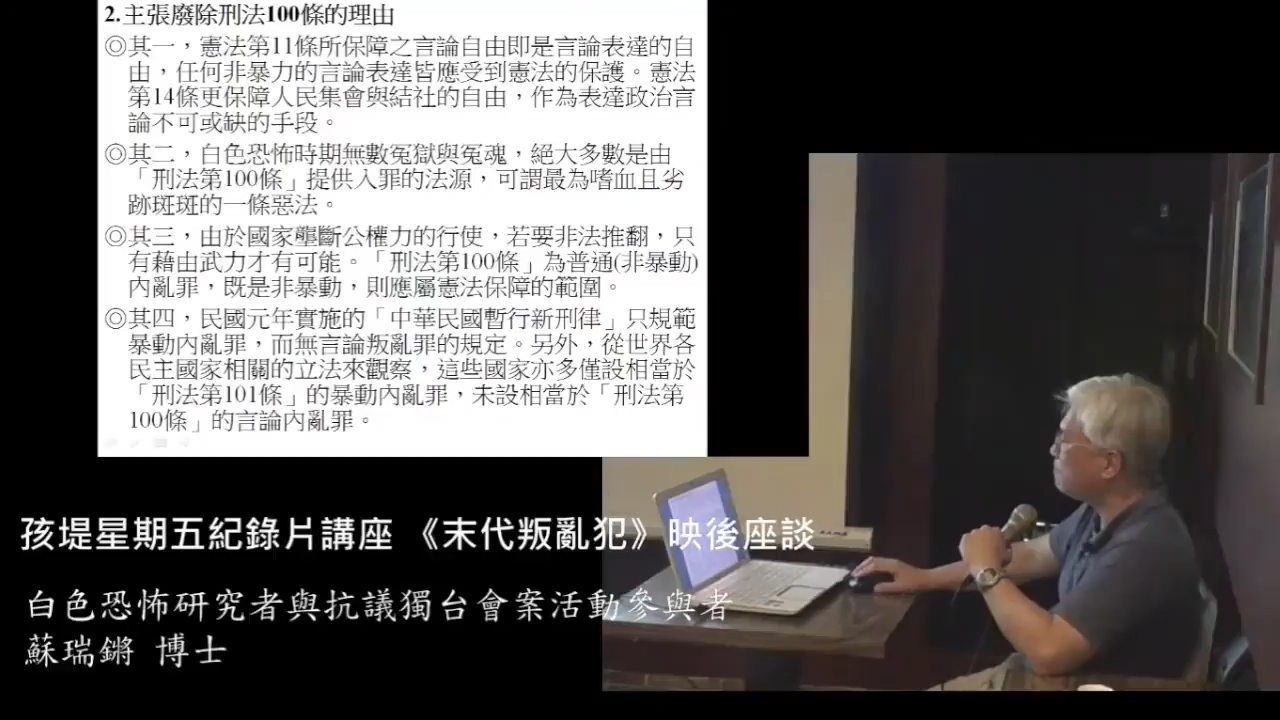 2.主張廢除刑法100條的理由
◎其一，憲法第11條所保障之言論自由即是言論表達的自
由，任何非暴力的言論表達皆應受到憲法的保護。憲法
第14條更保障人民集會與結社的自由，作為表達政治言
論不可或缺的手段。
◎其二，白色恐怖時期無數冤獄與冤魂，絕大多數是由
「刑法第100條」提供入罪的法源，可謂最為嗜血且劣
跡斑斑的一條惡法。
◎其三，由於國家壟斷公權力的行使，若要非法推翻，只
有藉由武力才有可能。「刑法第100條」為普通(非暴動)
內亂罪，既是非暴動，則應屬憲法保障的範圍。
◎其四，民國元年實施的「中華民國暫行新刑律」只規範
暴動內亂罪，而無言論叛亂罪的規定。另外，從世界各
民主國家相關的立法來觀察，這些國家亦多僅設相當於
「刑法第101條」的暴動內亂罪，未設相當於「刑法第
100條」的言論內亂罪。
孩堤星期五紀錄片講座 《末代叛亂犯》映後座談
白色恐怖研究者與抗議獨台會案活動參與者
蘇瑞鏘 博士